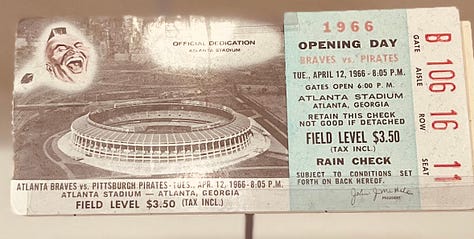 OFFICIAL DEDICATION
ATLANTA STADIUM
ATLANTA BRAVES vs. PITTSBURGH PIRATES-TUES., APR. 12, 1966-8:05 P.M.
ATLANTA STADIUM — ATLANTA, GEORGIA
FIELD LEVEL $3.50 (TAX INCL.)
1966
OPENING DAY
BRAVES vs. PIRATES
TUE., APRIL 12, 1966 - 8:05 P.M.
GATES OPEN 6:00 P.M.
ATLANTA STADIUM
ATLANTA, GEORGIA
RETAIN THIS CHECK
NOT GOOD IF DETACHED
FIELD LEVEL $3.50
(TAX INCL.)
RAIN CHECK
SUBJECT TO CONDITIONS SET
FORTH ON BACK HEREOF.
PRESIDENT
GATE AISLE ROW SEAT
8 106 16 11